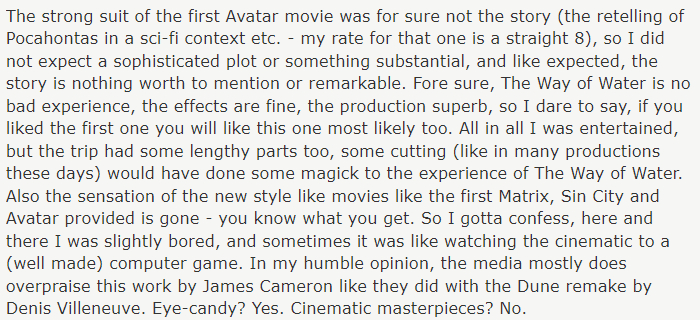 The strong suit of the first Avatar movie was for sure not the story (the retelling of
Pocahontas in a sci-fi context etc. - my rate for that one is a straight 8), so I did
not expect a sophisticated plot or something substantial, and like expected, the
story is nothing worth to mention or remarkable. Fore sure, The Way of Water is no
bad experience, the effects are fine, the production superb, so I dare to say, if you
liked the first one you will like this one most likely too. All in all I was entertained,
but the trip had some lengthy parts too, some cutting (like in many productions
these days) would have done some magick to the experience of The Way of Water.
Also the sensation of the new style like movies like the first Matrix, Sin City and
Avatar provided is gone - you know what you get. So I gotta confess, here and
there I was slightly bored, and sometimes it was like watching the cinematic to a
(well made) computer game. In my humble opinion, the media mostly does
overpraise this work by James Cameron like they did with the Dune remake by
Denis Villeneuve. Eye-candy? Yes. Cinematic masterpieces? No.